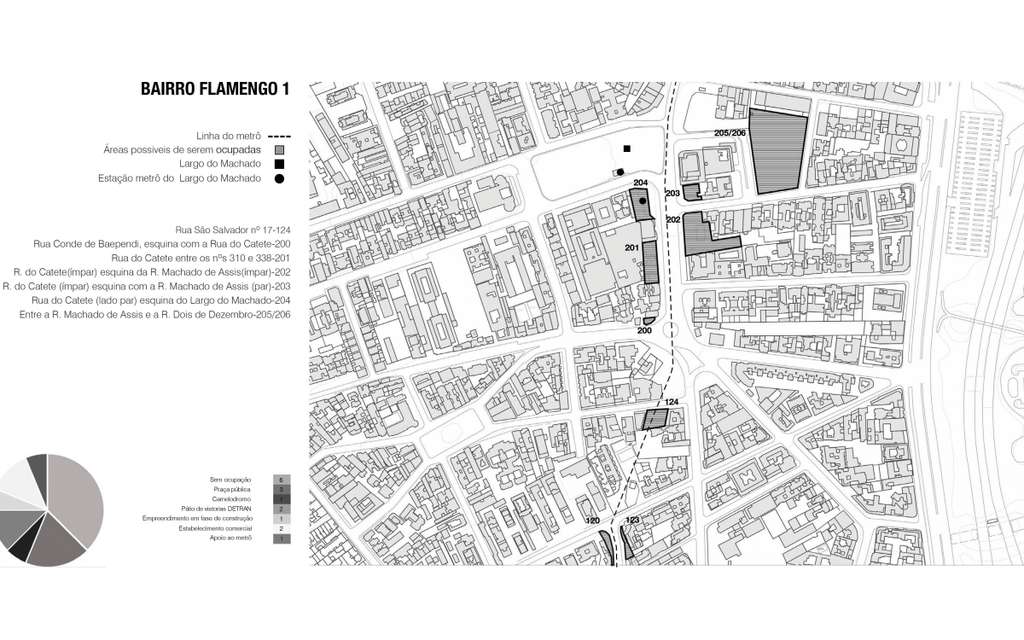 BAIRRO FLAMENGO 1
Linha do metrô
Áreas possiveis de serem ocupadas
Largo do Machado
Estação metrô do Largo do Machado
Rua São Salvador nº 17-124
Rua Conde de Baependi, esquina com a Rua do Catete-200
Rua do Catete entre os nºs 310 e 338-201
R. do Catete(impar) esquina da R. Machado de Assis(impar)-202
R. do Catete (ímpar) esquina com a R. Machado de Assis (par)-203
Rua do Catete (lado par) esquina do Largo do Machado-204
Entre a R. Machado de Assis e a R. Dois de Dezembro-205/206
Sem ocupação 6
Praça pública 3
Camelodromo 1
Pátio de vistorias DETRAN 2
Empreendimento em fase de construção 1
Estabelecimento comercial 2
Apoio ao metrô 1
205/206
204
203
202
201
200
124
120
123